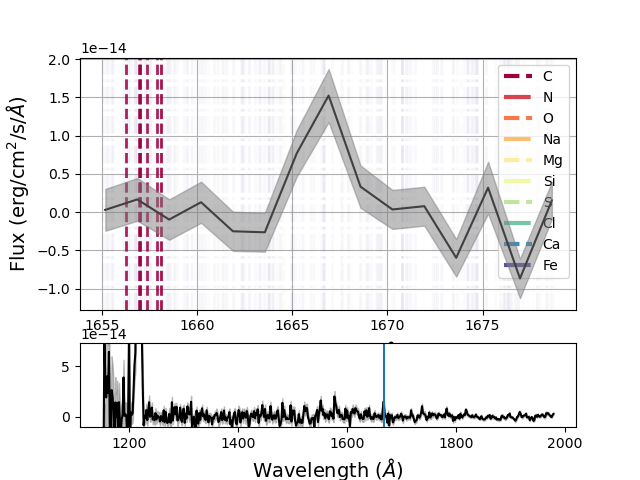 1e−14
2.0
1.5
1.0
0.5
0.0
−0.5
−1.0
Flux (erg/cm²/s/Å)
C
N
O
Na
Mg
Si
S
Cl
Ca
Fe
1655 1660 1665 1670 1675
1e−14
5
0
1200 1400 1600 1800 2000
Wavelength (Å)